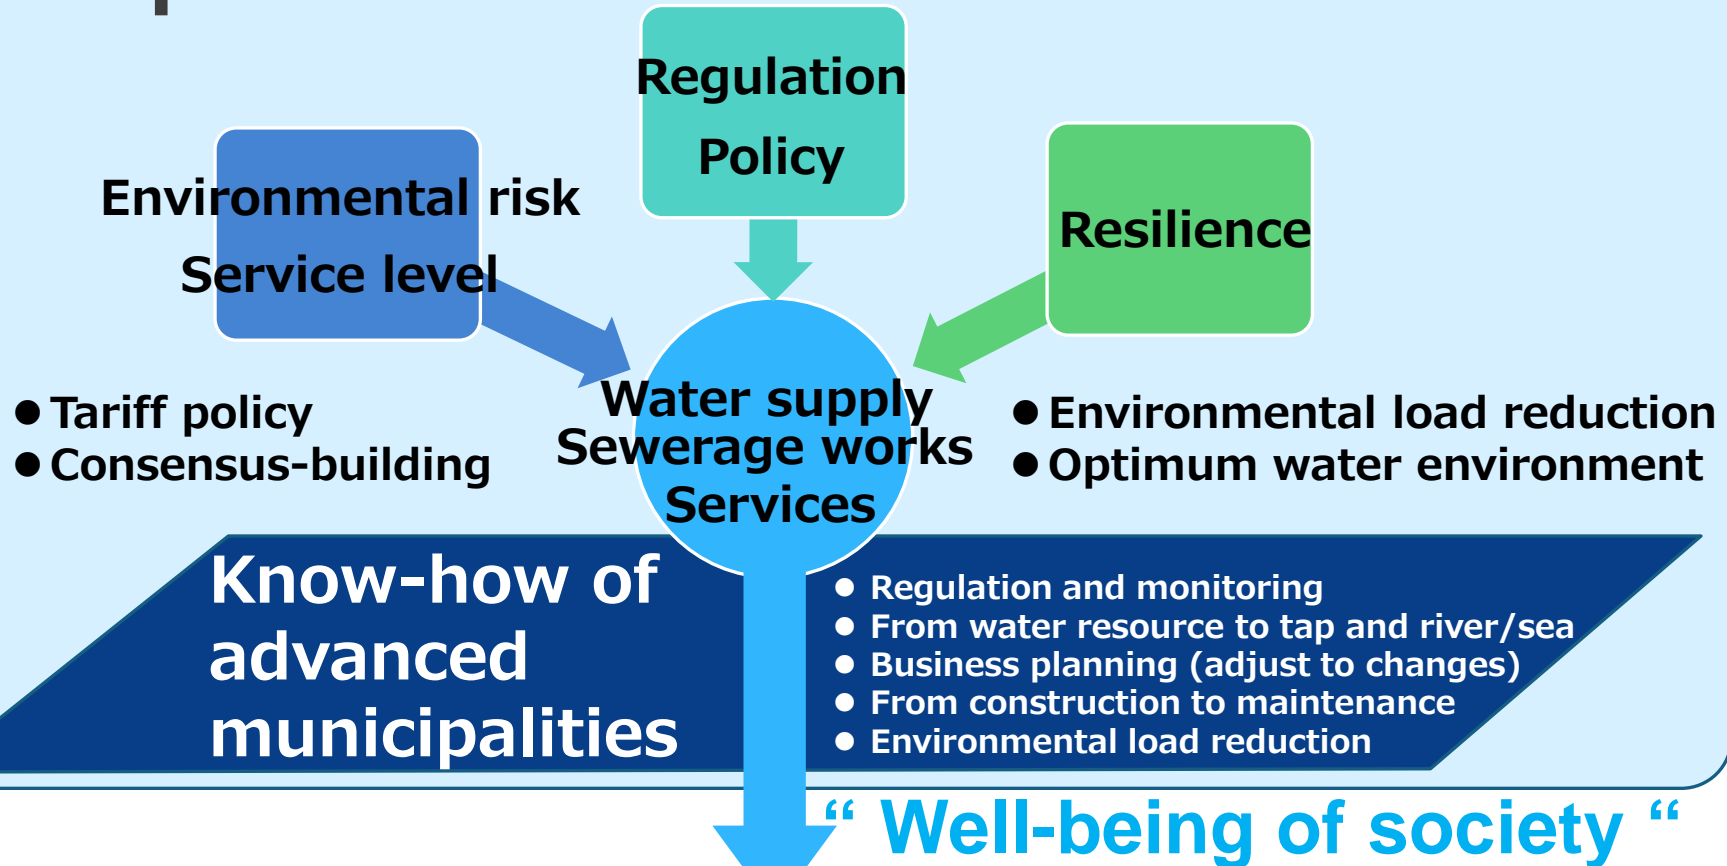 Regulation
Policy
Environmental risk
Service level
Resilience
Water supply
Sewerage works
Services
● Tariff policy
● Consensus-building
● Environmental load reduction
● Optimum water environment
Know-how of
advanced
municipalities
● Regulation and monitoring
● From water resource to tap and river/sea
● Business planning (adjust to changes)
● From construction to maintenance
● Environmental load reduction
“ Well-being of society “